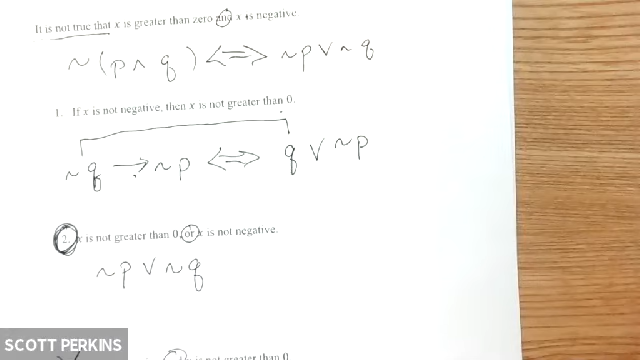 It is not true that x is greater than zero and x is negative
~(p ∧ q) <=> ~p ∨ ~q
1. If x is not negative, then x is not greater than 0.
~q → ~p <=> q ∨ ~p
2. x is not greater than 0, or x is not negative.
~p ∨ ~q
x is not greater than 0
SCOTT PERKINS